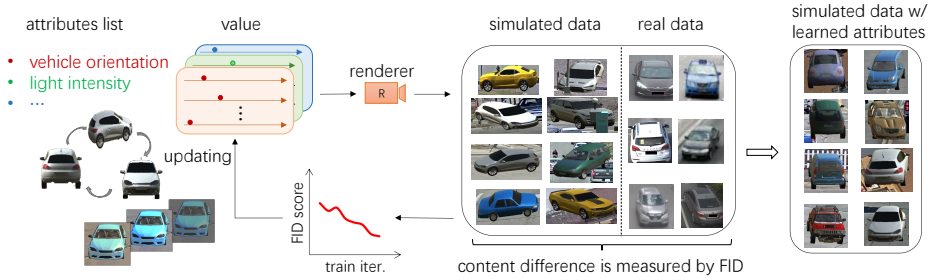 attributes list
• vehicle orientation
• light intensity
• ...
value
updating
renderer
R
FID score
train iter.
simulated data
real data
content difference is measured by FID
simulated data w/
learned attributes